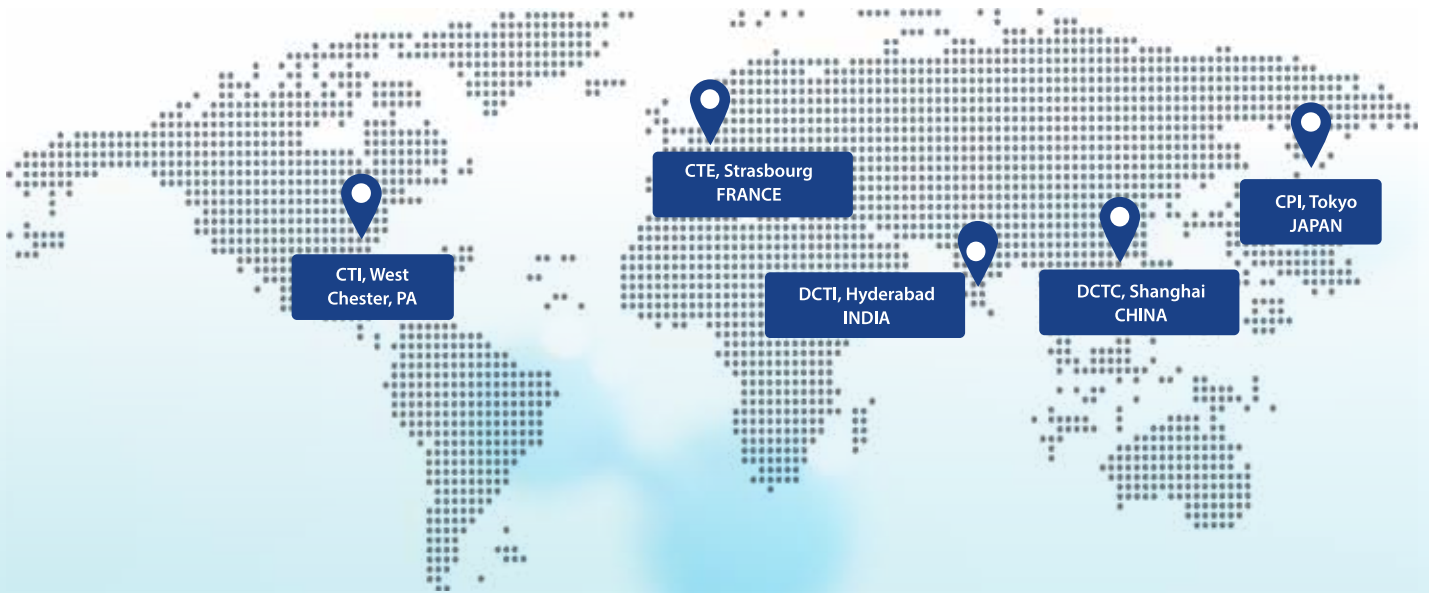 CTE, Strasbourg
FRANCE
CPI, Tokyo
JAPAN
CTI, West
Chester, PA
DCTI, Hyderabad
INDIA
DCTC, Shanghai
CHINA